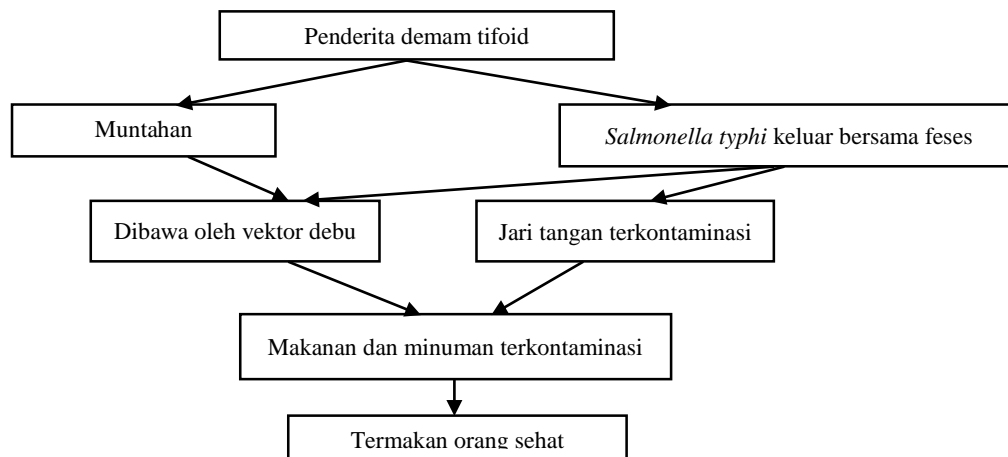 Penderita demam tifoid
Muntahan
Salmonella typhi keluar bersama feses
Dibawa oleh vektor debu
Jari tangan terkontaminasi
Makanan dan minuman terkontaminasi
Termakan orang sehat